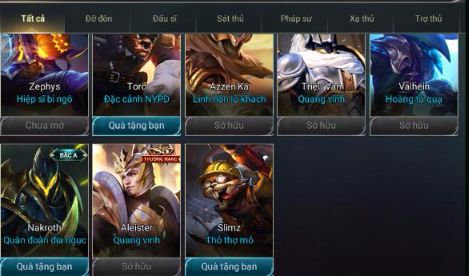 Tất cả Đỡ đòn Đấu sĩ Sát thủ Pháp sư Xạ thủ Trợ thủ
Zephys Toro Azzen'Ka Triệu Vân Valhein
Hiệp sĩ bí ngô Đặc cảnh NYPD Linh hồn lữ khách Quang vinh Hoàng tử quạ
Chưa mở Quà tặng bạn Sở hữu Sở hữu Sở hữu
BẬC A S3
THƯỢNG HẠNG
Nakroth Aleister Slimz
Quân đoàn địa ngục Quang vinh Thỏ thợ mỏ
Quà tặng bạn Sở hữu Quà tặng bạn